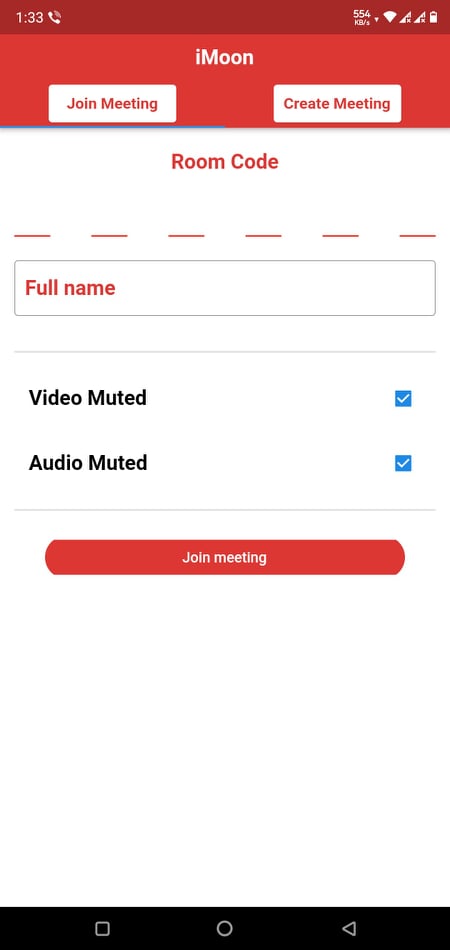 1:33
554
KB/s
iMoon
Join Meeting
Create Meeting
Room Code
Full name
Video Muted
Audio Muted
Join meeting